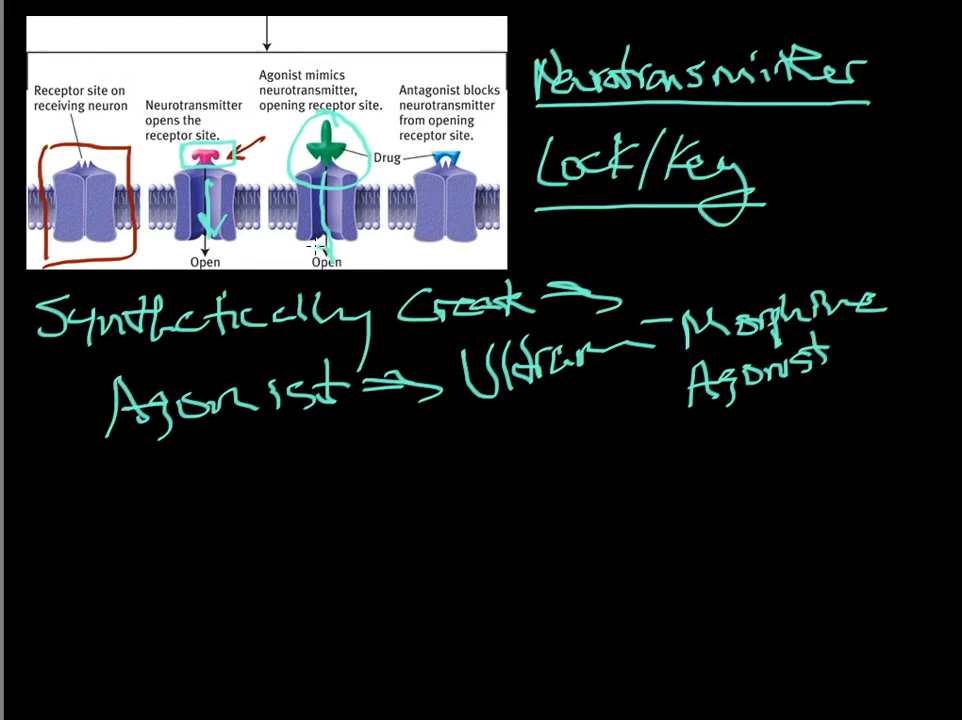 Receptor site on
receiving neuron
Neurotransmitter
opens the
receptor site.
Agonist mimics
neurotransmitter,
opening receptor site.
Antagonist blocks
neurotransmitter
from opening
receptor site.
Drug
Open
Open
Neurotransmitter
Lock/Key
Synthetically Create
Agonist Ultram - Morphine
Agonist